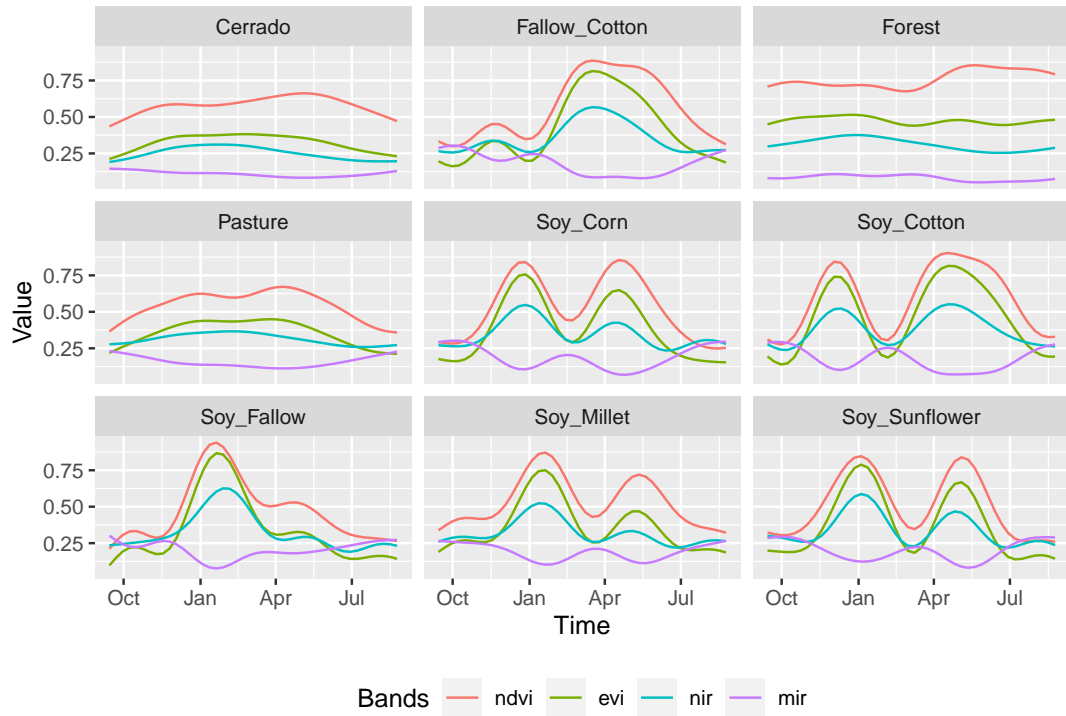 Cerrado Fallow_Cotton Forest
0.75
0.50
0.25
Pasture Soy_Corn Soy_Cotton
0.75
0.50
0.25
Soy_Fallow Soy_Millet Soy_Sunflower
0.75
0.50
0.25
Value
Oct Jan Apr Jul Oct Jan Apr Jul Oct Jan Apr Jul
Time
Bands ndvi evi nir mir